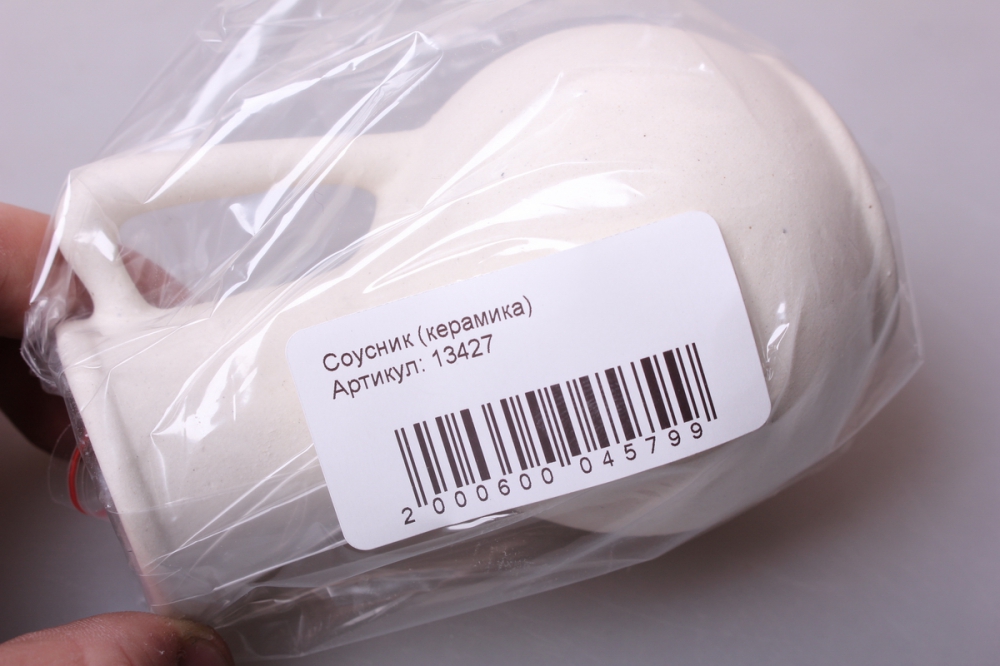 Соусник (керамика)
Артикул: 13427
2 000600 045799